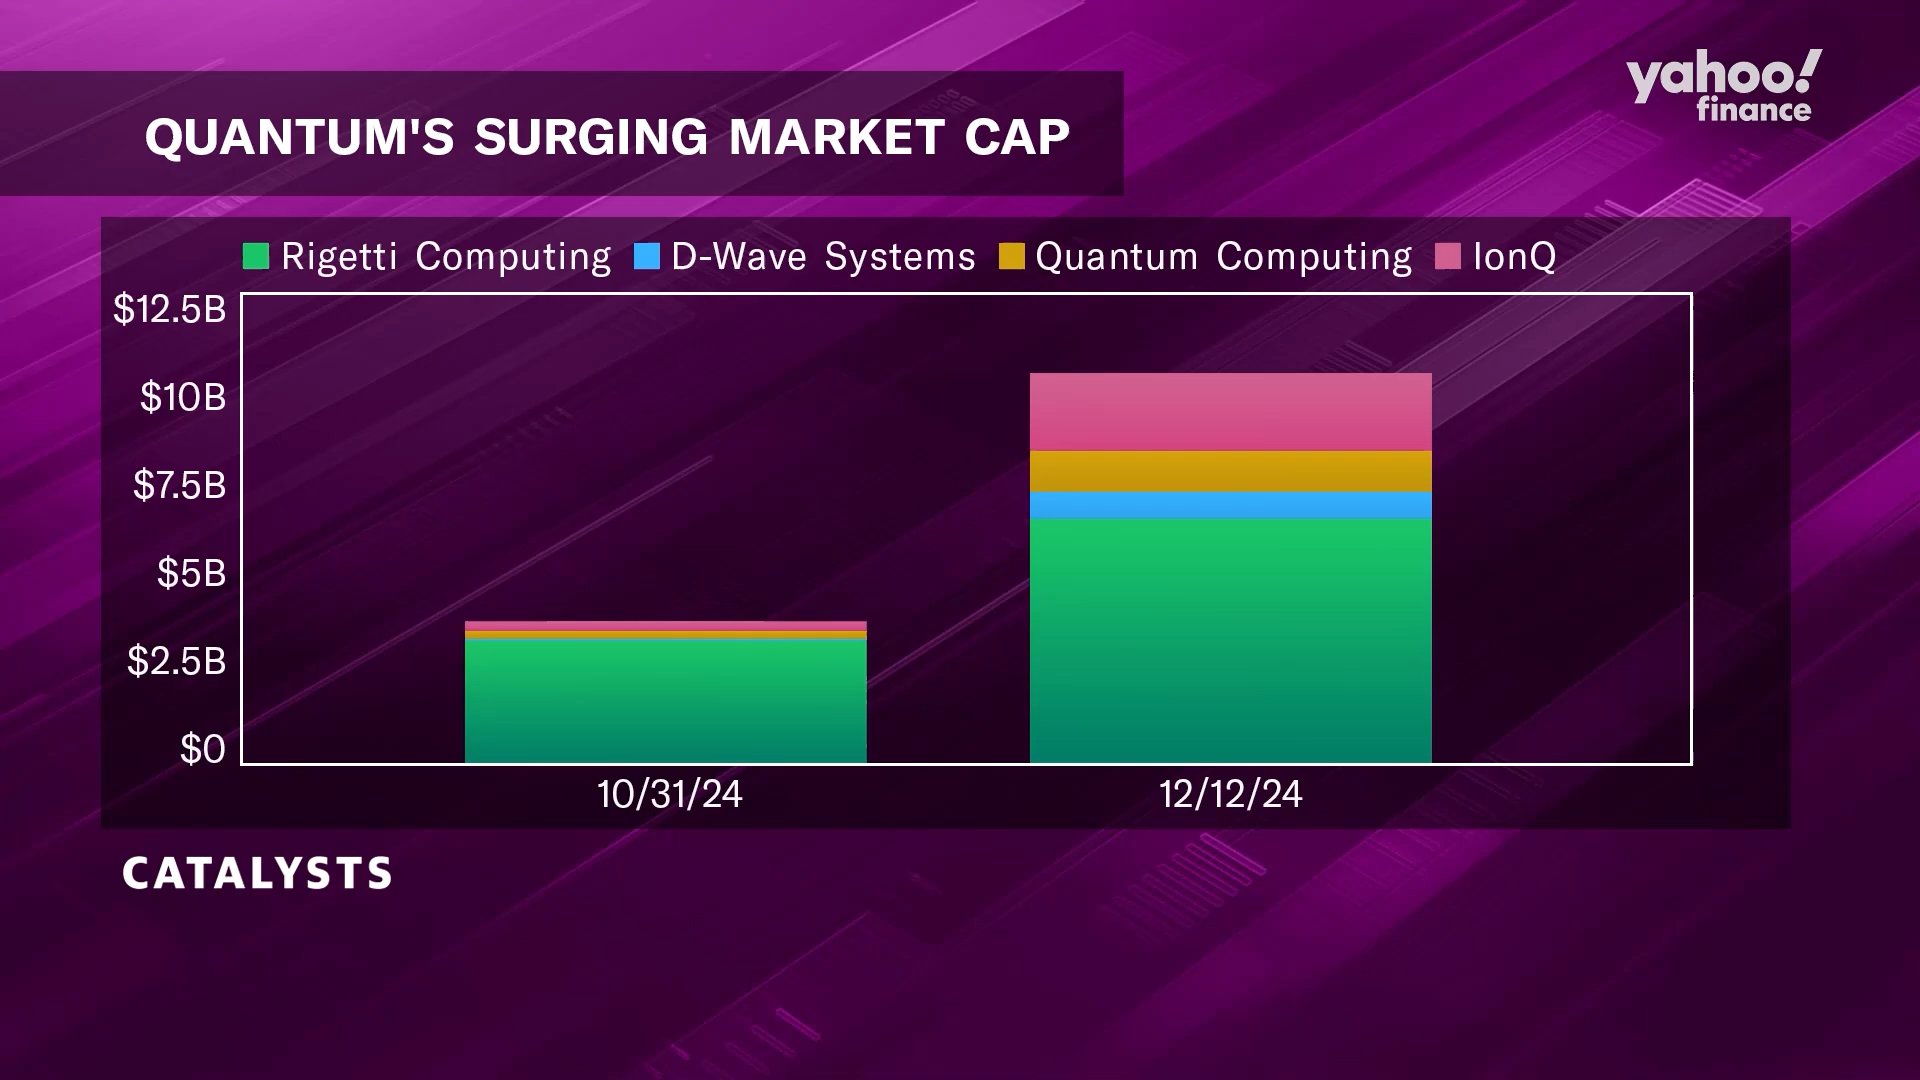 yahoo!
finance
QUANTUM'S SURGING MARKET CAP
Rigetti Computing D-Wave Systems Quantum Computing IonQ
$12.5B
$10B
$7.5B
$5B
$2.5B
$0
10/31/24 12/12/24
CATALYSTS